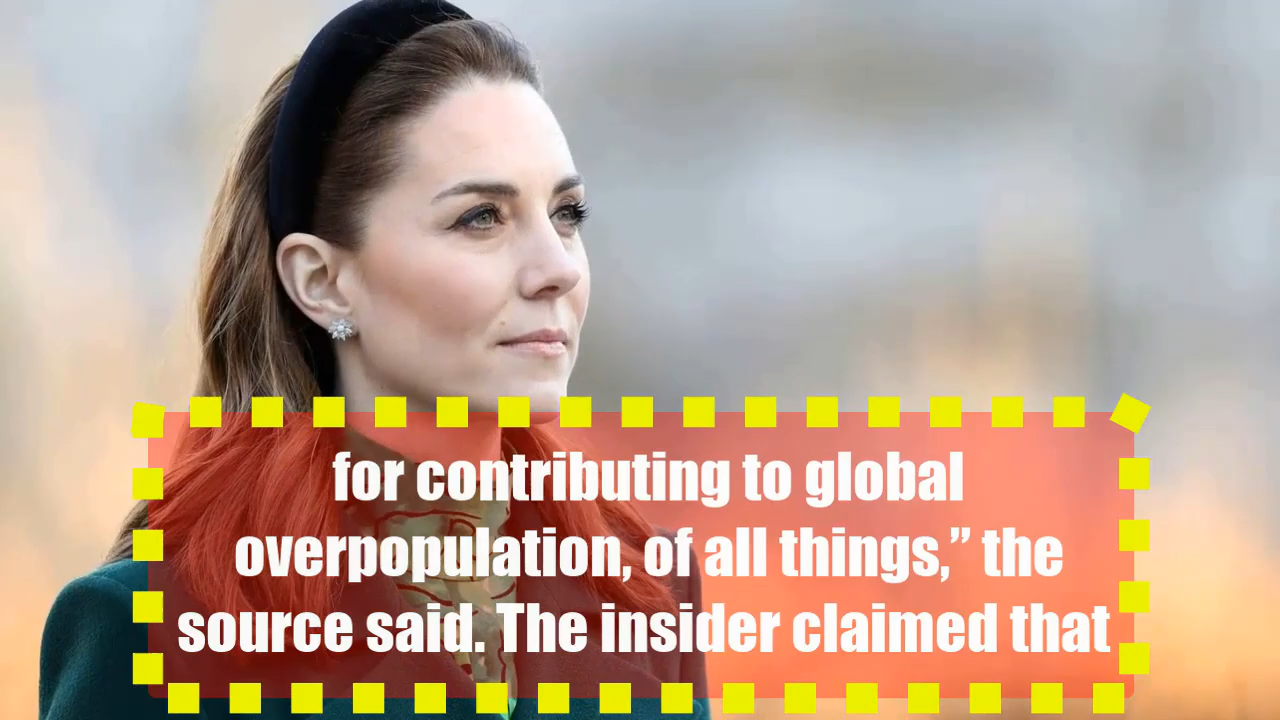 for contributing to global
overpopulation, of all things,” the
source said. The insider claimed that